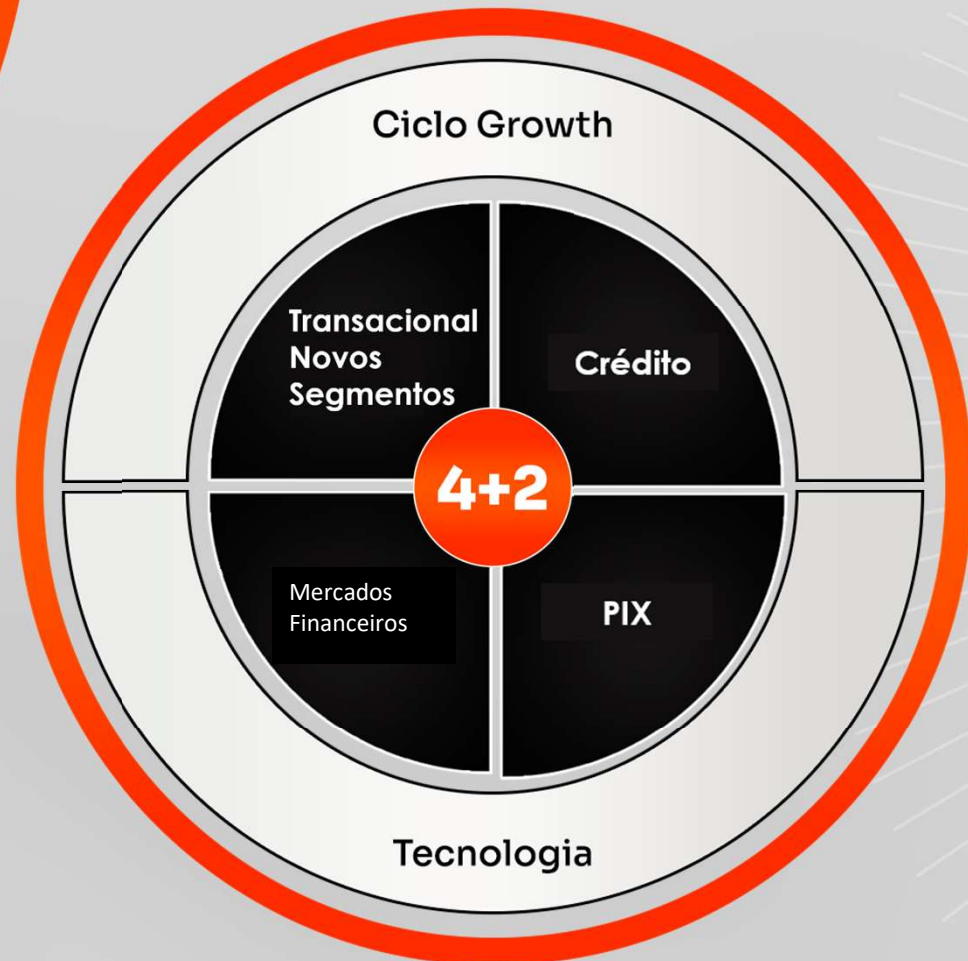 Ciclo Growth
Transacional
Novos
Segmentos
Crédito
4+2
Mercados
Financeiros
PIX
Tecnologia